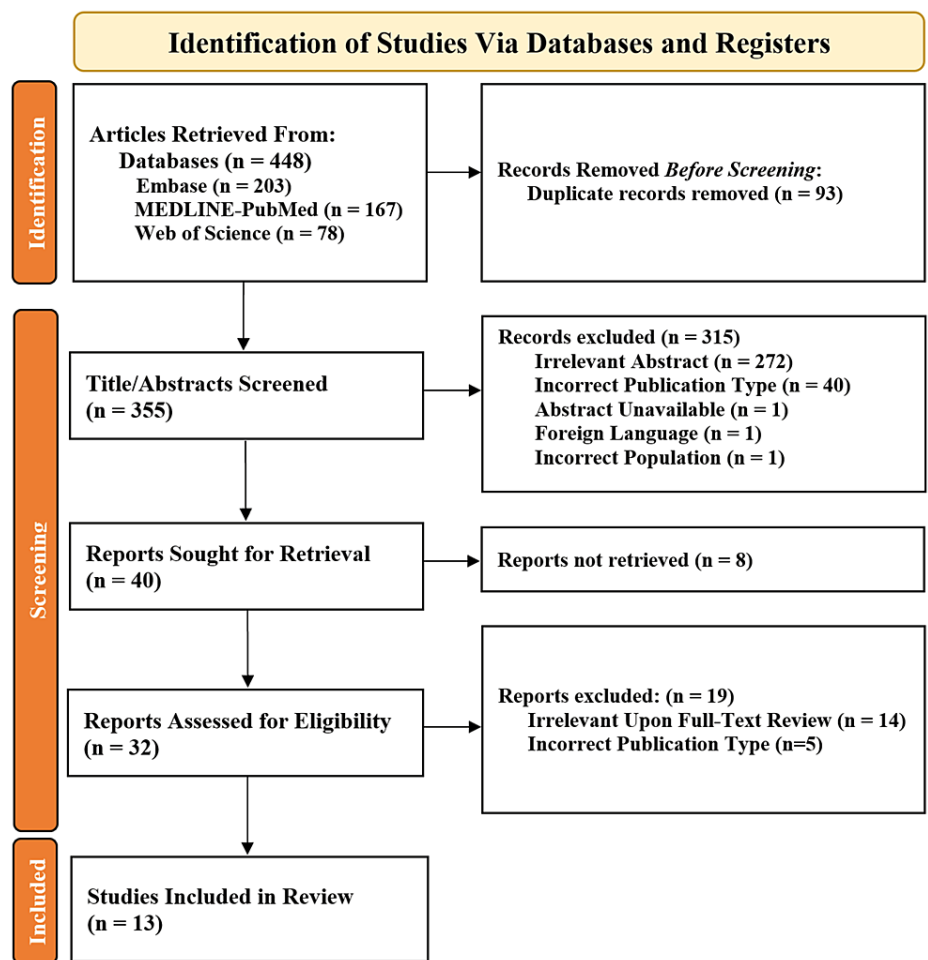 Identification of Studies Via Databases and Registers
Identification
Articles Retrieved From:
Databases (n = 448)
Embase (n = 203)
MEDLINE-PubMed (n = 167)
Web of Science (n = 78)
Records Removed Before Screening:
Duplicate records removed (n = 93)
Screening
Title/Abstracts Screened
(n = 355)
Records excluded (n = 315)
Irrelevant Abstract (n = 272)
Incorrect Publication Type (n = 40)
Abstract Unavailable (n = 1)
Foreign Language (n = 1)
Incorrect Population (n = 1)
Reports Sought for Retrieval
(n = 40)
Reports not retrieved (n = 8)
Reports Assessed for Eligibility
(n = 32)
Reports excluded: (n = 19)
Irrelevant Upon Full-Text Review (n = 14)
Incorrect Publication Type (n=5)
Included
Studies Included in Review
(n = 13)